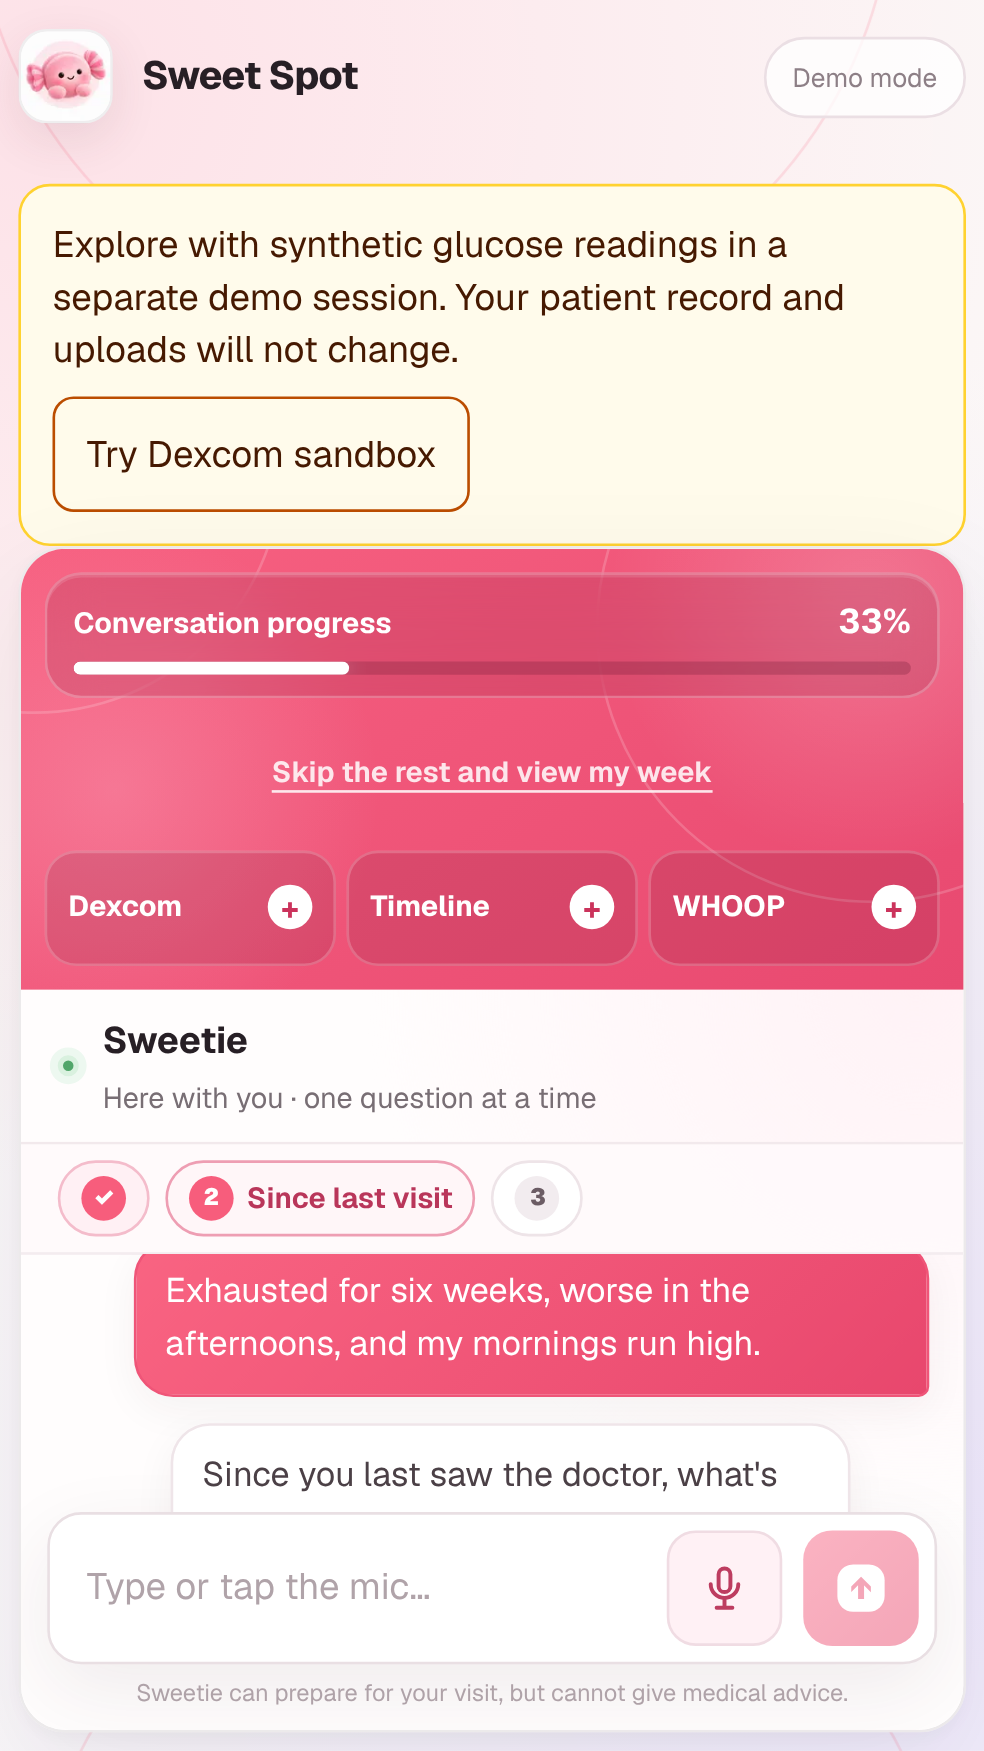 Sweet Spot
Demo mode
Explore with synthetic glucose readings in a
separate demo session. Your patient record and
uploads will not change.
Try Dexcom sandbox
Conversation progress
33%
Skip the rest and view my week
Dexcom
+
Timeline
+
WHOOP
+
Sweetie
Here with you · one question at a time
2 Since last visit
3
Exhausted for six weeks, worse in the
afternoons, and my mornings run high.
Since you last saw the doctor, what's
Type or tap the mic...
Sweetie can prepare for your visit, but cannot give medical advice.